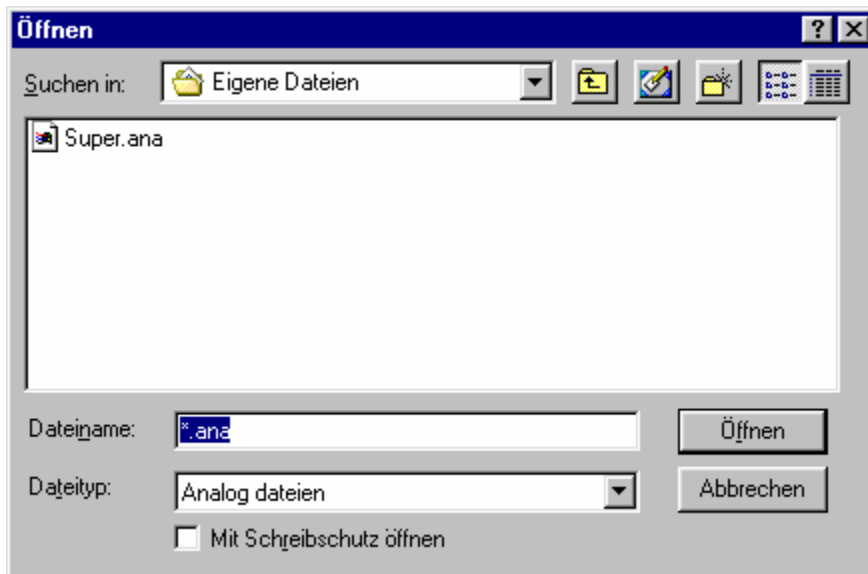 Öffnen
Suchen in: Eigene Dateien
Super.ana
Dateiname: *.ana Öffnen
Dateityp: Analog dateien Abbrechen
Mit Schreibschutz öffnen